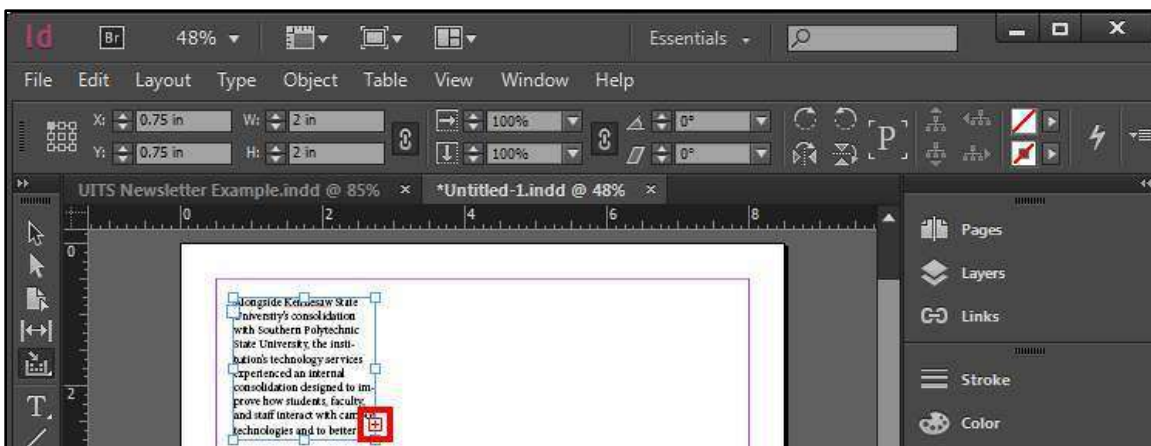 Id Br 48% Essentials
File Edit Layout Type Object Table View Window Help
X: 0.75 in W: 2 in 100% 0°
Y: 0.75 in H: 2 in 100% 0° P
UITS Newsletter Example.indd @ 85% × *Untitled-1.indd @ 48% ×
0 2 4 6 8
0
2
T
Alongside Kennesaw State
University's consolidation
with Southern Polytechnic
State University, the insti-
tution's technology services
experienced an internal
consolidation designed to im-
prove how students, faculty,
and staff interact with
technologies and to better
Pages
Layers
Links
Stroke
Color